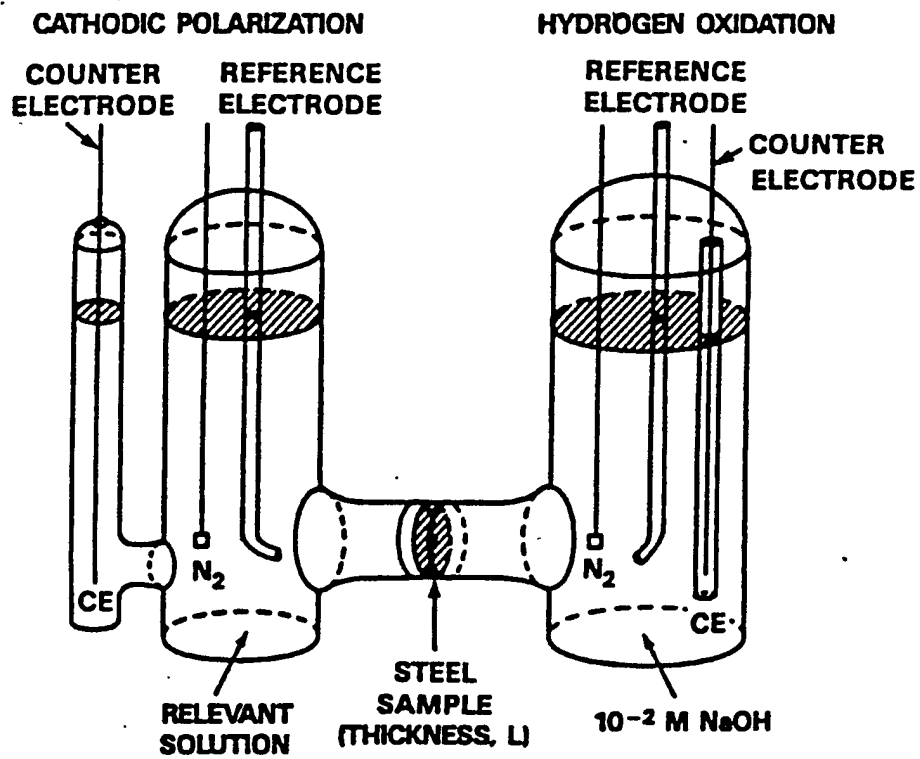 CATHODIC POLARIZATION
HYDROGEN OXIDATION
COUNTER
ELECTRODE
REFERENCE
ELECTRODE
REFERENCE
ELECTRODE
COUNTER
ELECTRODE
N2
CE
N2
CE
RELEVANT
SOLUTION
STEEL
SAMPLE
(THICKNESS, L)
10−2 M NaOH